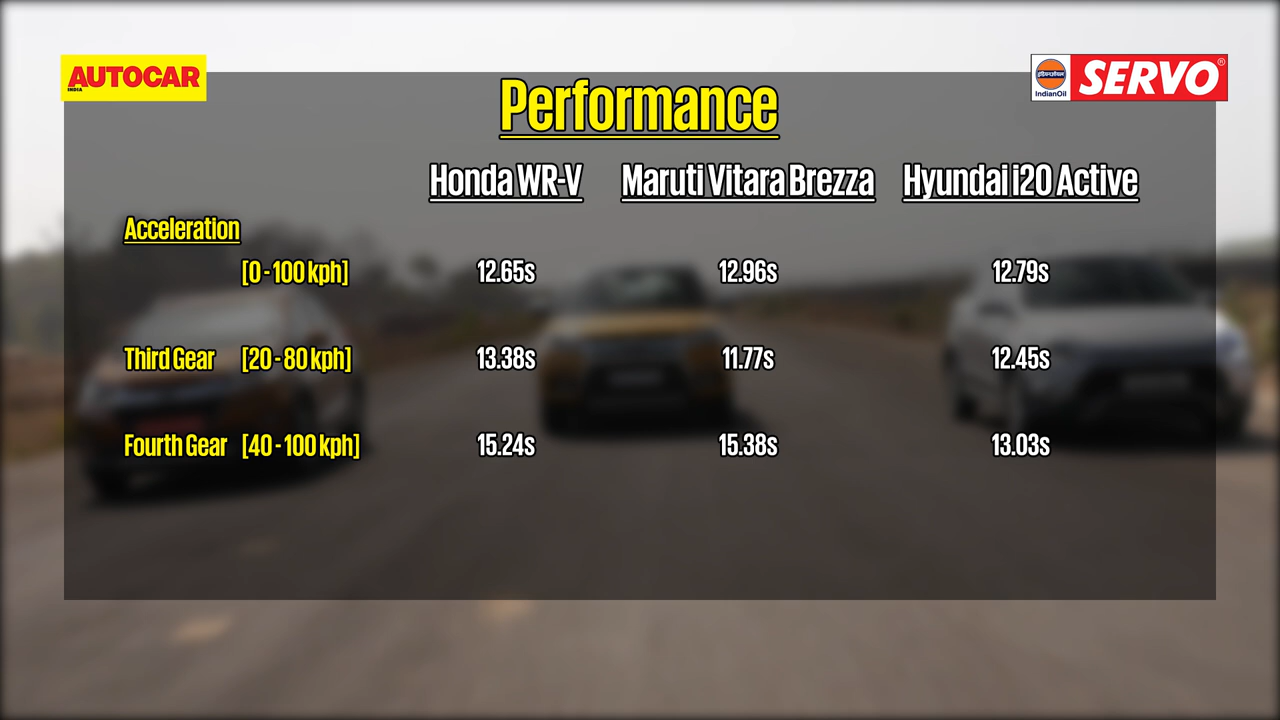 AUTOCAR
INDIA
इंडियनऑयल
IndianOil
SERVO®
Performance
Honda WR-V Maruti Vitara Brezza Hyundai i20 Active
Acceleration
[0 - 100 kph] 12.65s 12.96s 12.79s
Third Gear [20 - 80 kph] 13.38s 11.77s 12.45s
Fourth Gear [40 - 100 kph] 15.24s 15.38s 13.03s